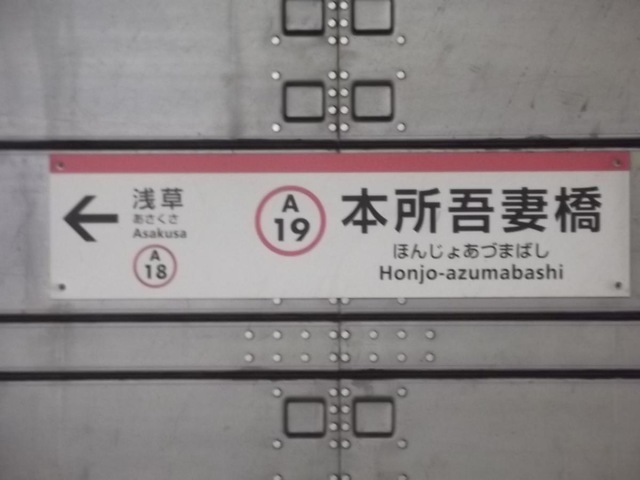 浅草
あさくさ
Asakusa
A
18
A
19
本所吾妻橋
ほんじょあづまばし
Honjo-azumabashi